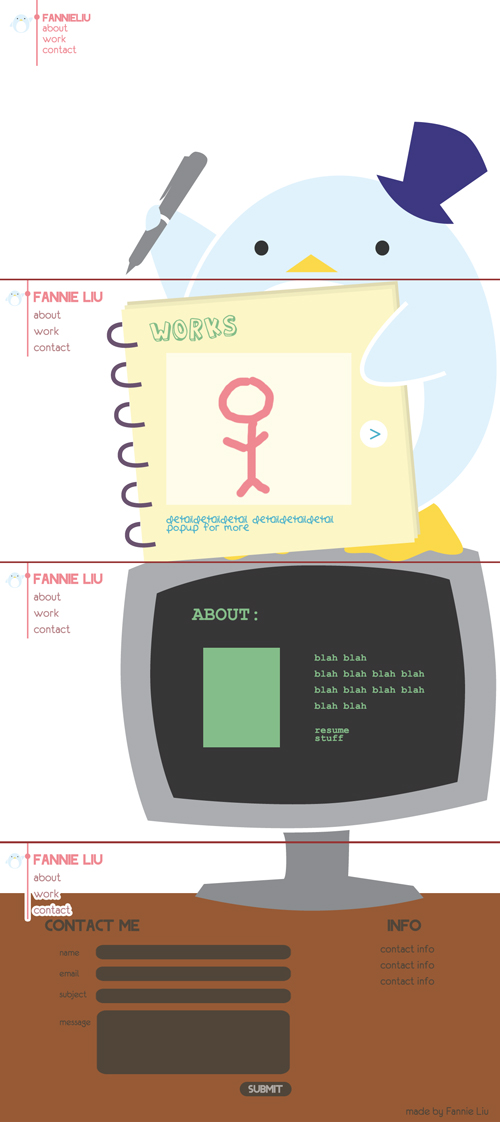 FANNIELIU
about
work
contact
FANNIE LIU
about
work
contact
WORKS
>
detaildetaildetail detaildetaildetail
popup for more
FANNIE LIU
about
work
contact
ABOUT:
blah blah
blah blah blah blah
blah blah blah blah
blah blah
resume
stuff
FANNIE LIU
about
work
contact
CONTACT ME
name
email
subject
message
SUBMIT
INFO
contact info
contact info
contact info
made by Fannie Liu